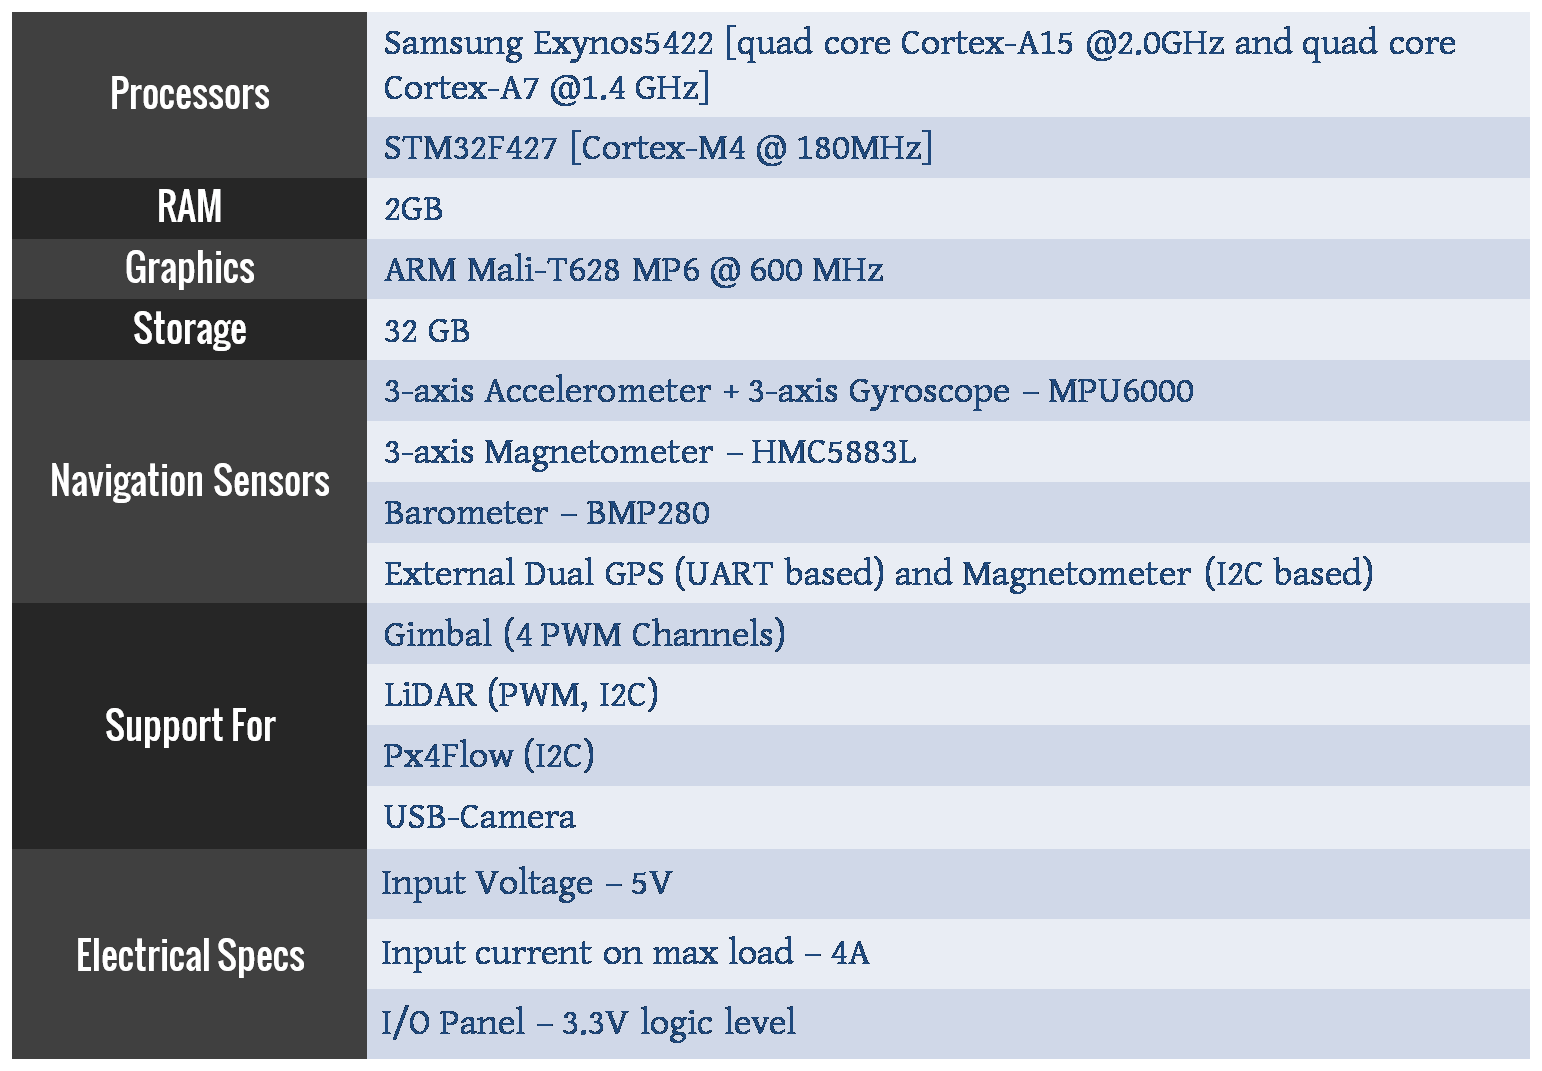 Processors
Samsung Exynos5422 [quad core Cortex-A15 @2.0GHz and quad core
Cortex-A7 @1.4 GHz]
STM32F427 [Cortex-M4 @ 180MHz]
RAM
2GB
Graphics
ARM Mali-T628 MP6 @ 600 MHz
Storage
32 GB
Navigation Sensors
3-axis Accelerometer + 3-axis Gyroscope – MPU6000
3-axis Magnetometer – HMC5883L
Barometer – BMP280
External Dual GPS (UART based) and Magnetometer (I2C based)
Support For
Gimbal (4 PWM Channels)
LiDAR (PWM, I2C)
Px4Flow (I2C)
USB-Camera
Electrical Specs
Input Voltage – 5V
Input current on max load – 4A
I/O Panel – 3.3V logic level